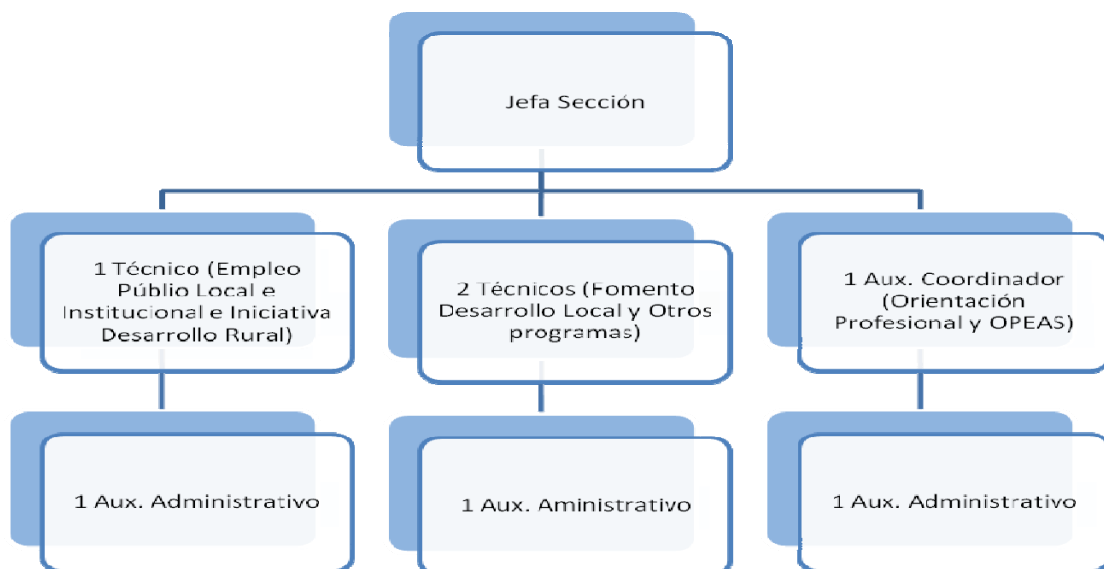 Jefa Sección
1 Técnico (Empleo
Públio Local e
Institucional e Iniciativa
Desarrollo Rural)
2 Técnicos (Fomento
Desarrollo Local y Otros
programas)
1 Aux. Coordinador
(Orientación
Profesional y OPEAS)
1 Aux. Administrativo
1 Aux. Aministrativo
1 Aux. Administrativo